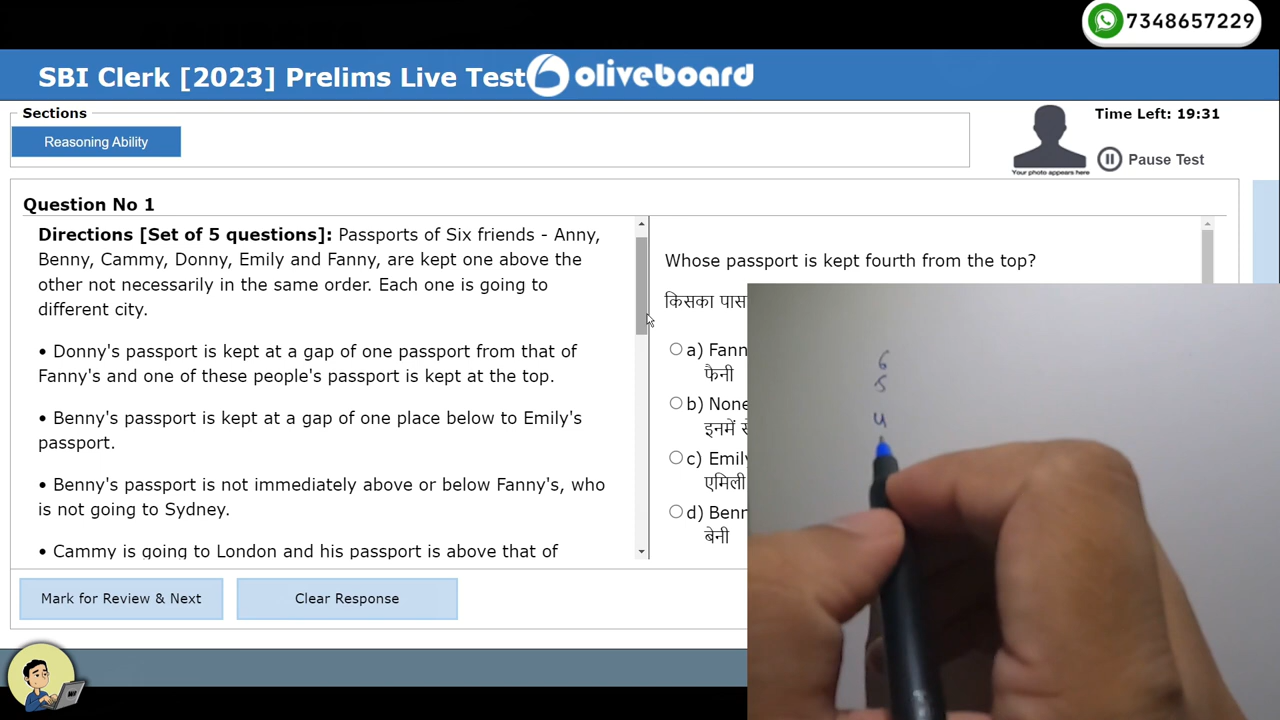 7348657229
SBI Clerk [2023] Prelims Live Test oliveboard
Sections
Reasoning Ability
Time Left: 19:31
Your photo appears here
Pause Test
Question No 1
Directions [Set of 5 questions]: Passports of Six friends - Anny,
Benny, Cammy, Donny, Emily and Fanny, are kept one above the
other not necessarily in the same order. Each one is going to
different city.
• Donny's passport is kept at a gap of one passport from that of
Fanny's and one of these people's passport is kept at the top.
• Benny's passport is kept at a gap of one place below to Emily's
passport.
• Benny's passport is not immediately above or below Fanny's, who
is not going to Sydney.
• Cammy is going to London and his passport is above that of
Whose passport is kept fourth from the top?
किसका पास
a) Fann
फैनी
b) None
इनमें से
c) Emily
एमिली
d) Benn
बेनी
6
5
4
Mark for Review & Next
Clear Response